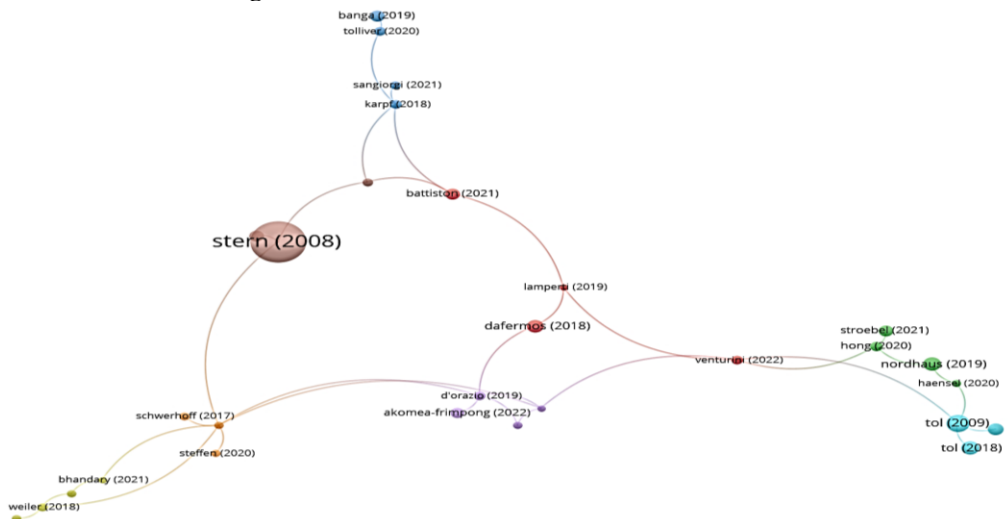 banga (2019)
tolliver (2020)
sangiorgi (2021)
karpf (2018)
battiston (2021)
stern (2008)
lamperti (2019)
dafermos (2018)
stroebel (2021)
hong (2020)
venturini (2022)
nordhaus (2019)
haensel (2020)
d'orazio (2019)
akomea-frimpong (2022)
schwerhoff (2017)
tol (2009)
tol (2018)
steffen (2020)
bhandary (2021)
weiler (2018)